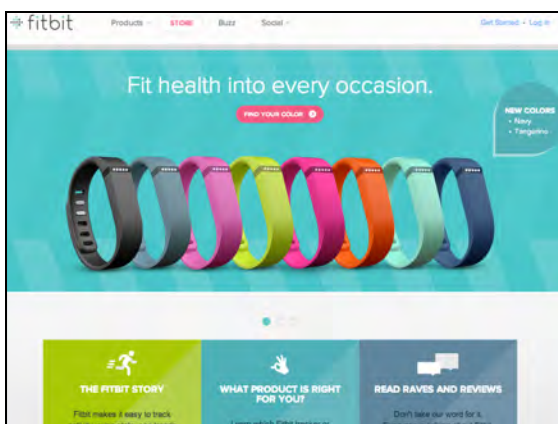 fitbit
Products
STORE
Buzz
Social
Get Started • Log in
Fit health into every occasion.
FIND YOUR COLOR
NEW COLORS
• Navy
• Tangerine
THE FITBIT STORY
WHAT PRODUCT IS RIGHT
FOR YOU?
READ RAVES AND REVIEWS
Fitbit makes it easy to track
Don't take our word for it.